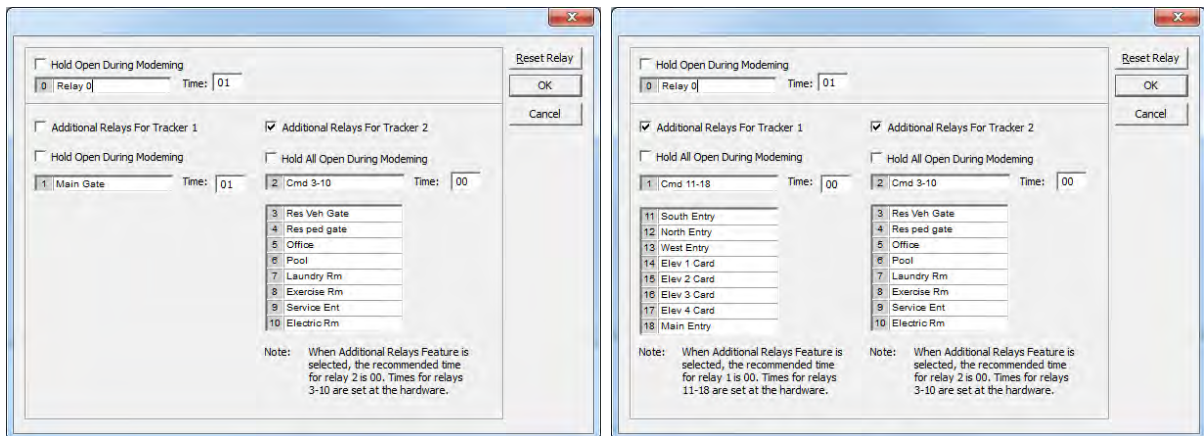 Hold Open During Modeming
0 Relay 0 Time: 01
Reset Relay
OK
Cancel
Additional Relays For Tracker 1
Hold Open During Modeming
1 Main Gate Time: 01
Additional Relays For Tracker 2
Hold All Open During Modeming
2 Cmd 3-10 Time: 00
3 Res Veh Gate
4 Res ped gate
5 Office
6 Pool
7 Laundry Rm
8 Exercise Rm
9 Service Ent
10 Electric Rm
Note: When Additional Relays Feature is
selected, the recommended time
for relay 2 is 00. Times for relays
3-10 are set at the hardware.
Hold Open During Modeming
0 Relay 0 Time: 01
Reset Relay
OK
Cancel
Additional Relays For Tracker 1
Hold All Open During Modeming
1 Cmd 11-18 Time: 00
11 South Entry
12 North Entry
13 West Entry
14 Elev 1 Card
15 Elev 2 Card
16 Elev 3 Card
17 Elev 4 Card
18 Main Entry
Note: When Additional Relays Feature is
selected, the recommended time
for relay 1 is 00. Times for relays
11-18 are set at the hardware.
Additional Relays For Tracker 2
Hold All Open During Modeming
2 Cmd 3-10 Time: 00
3 Res Veh Gate
4 Res ped gate
5 Office
6 Pool
7 Laundry Rm
8 Exercise Rm
9 Service Ent
10 Electric Rm
Note: When Additional Relays Feature is
selected, the recommended time
for relay 2 is 00. Times for relays
3-10 are set at the hardware.